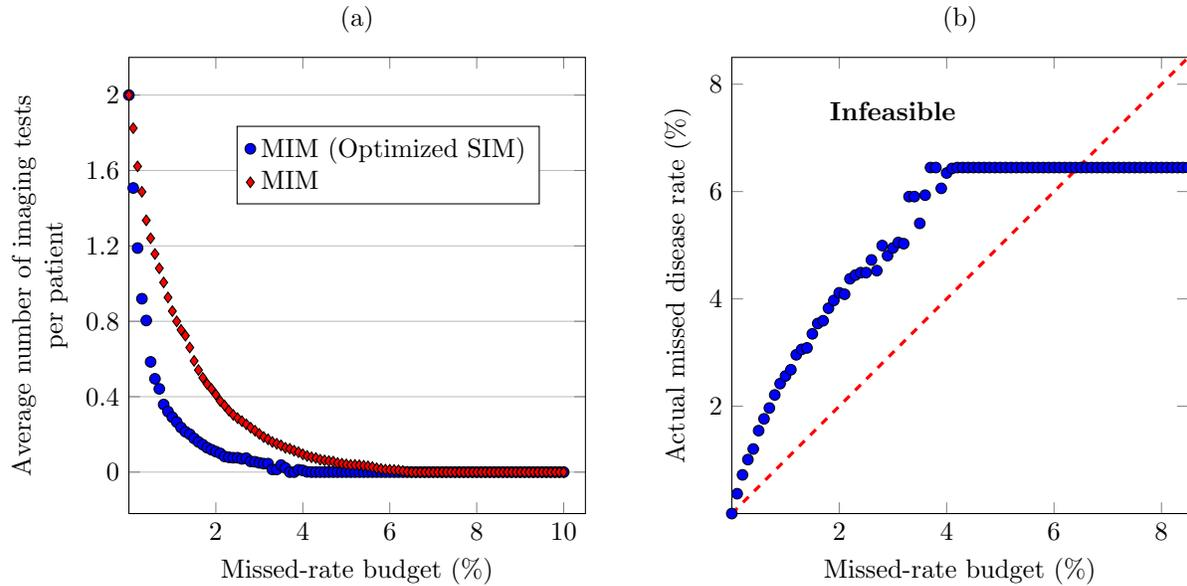 (a)
Average number of imaging tests
per patient
2
1.6
1.2
0.8
0.4
0
MIM (Optimized SIM)
MIM
2
4
6
8
10
Missed-rate budget (%)
(b)
Actual missed disease rate (%)
8
6
4
2
Infeasible
2
4
6
8
Missed-rate budget (%)